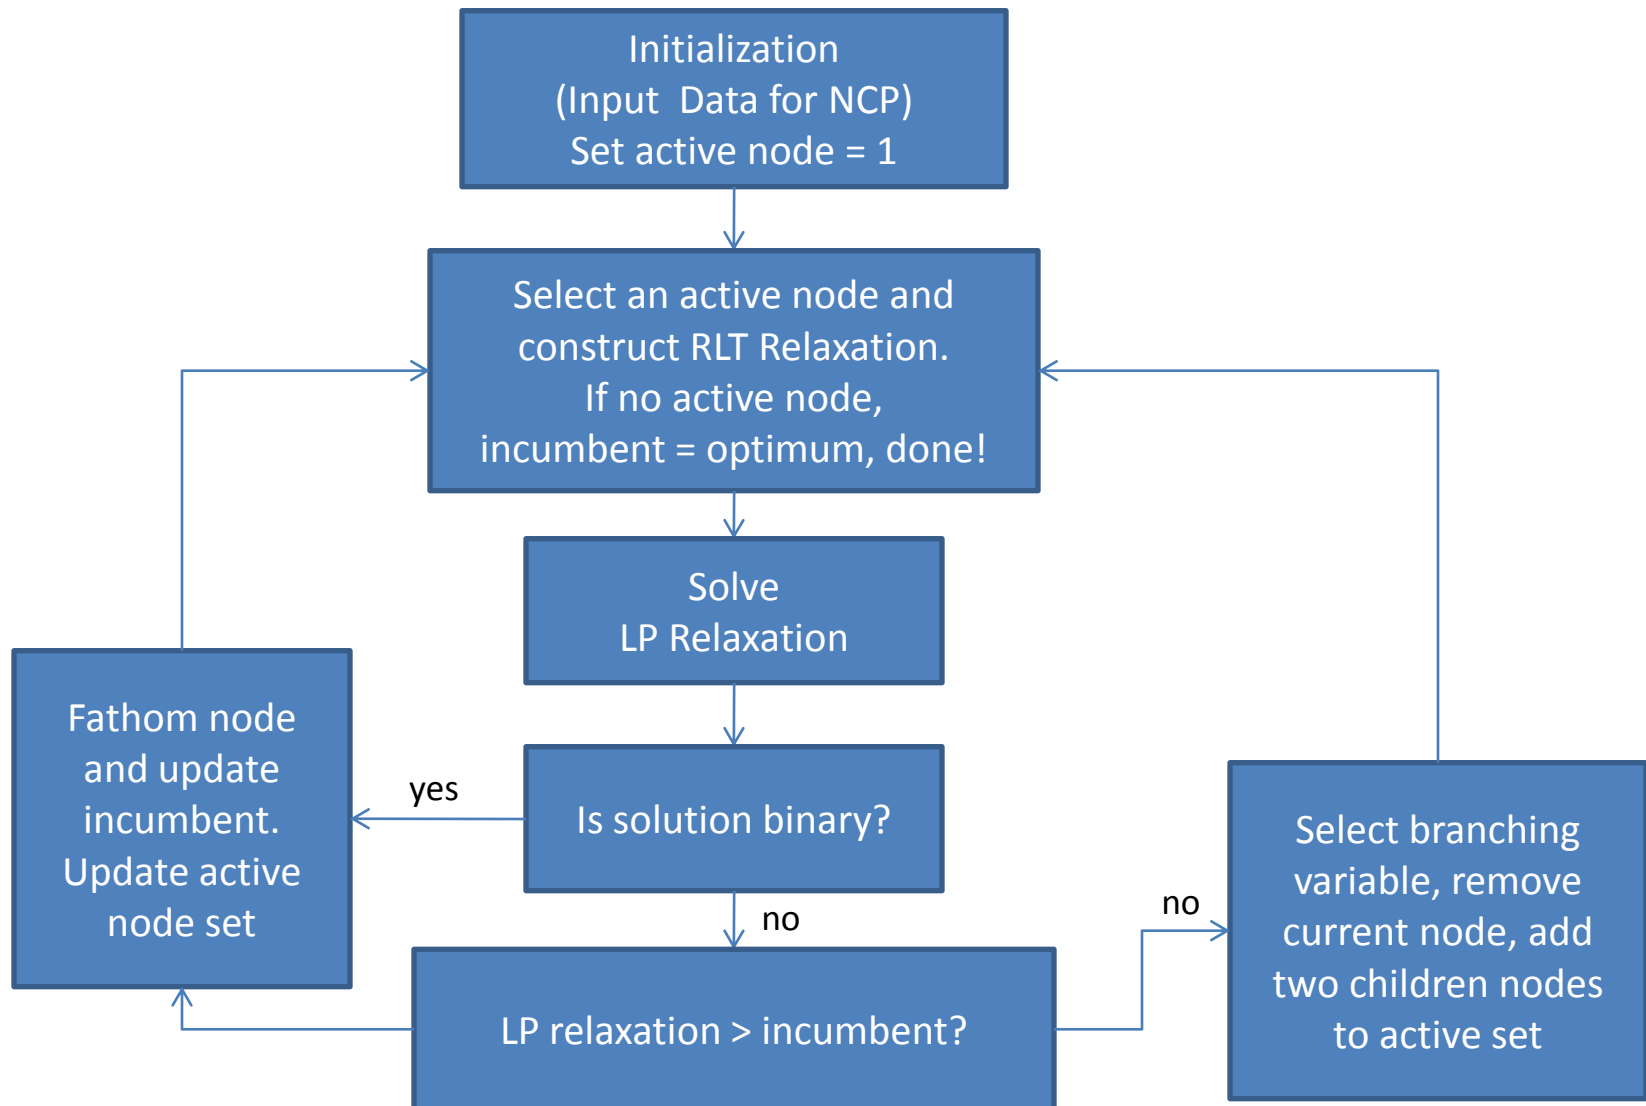 Initialization
(Input  Data for NCP)
Set active node = 1
Select an active node and
construct RLT Relaxation.
If no active node,
incumbent = optimum, done!
Solve
LP Relaxation
Fathom node
and update
incumbent.
Update active
node set
yes
Is solution binary?
no
LP relaxation > incumbent?
no
Select branching
variable, remove
current node, add
two children nodes
to active set